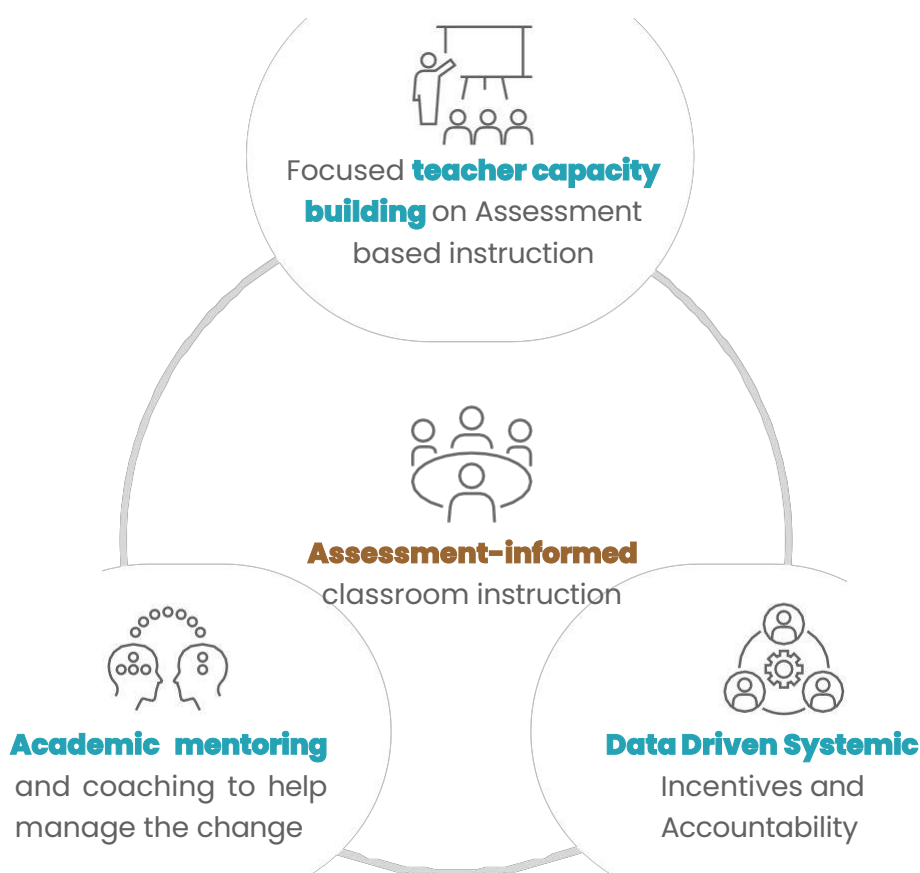 Focused teacher capacity
building on Assessment
based instruction
Assessment-informed
classroom instruction
Academic mentoring
and coaching to help
manage the change
Data Driven Systemic
Incentives and
Accountability